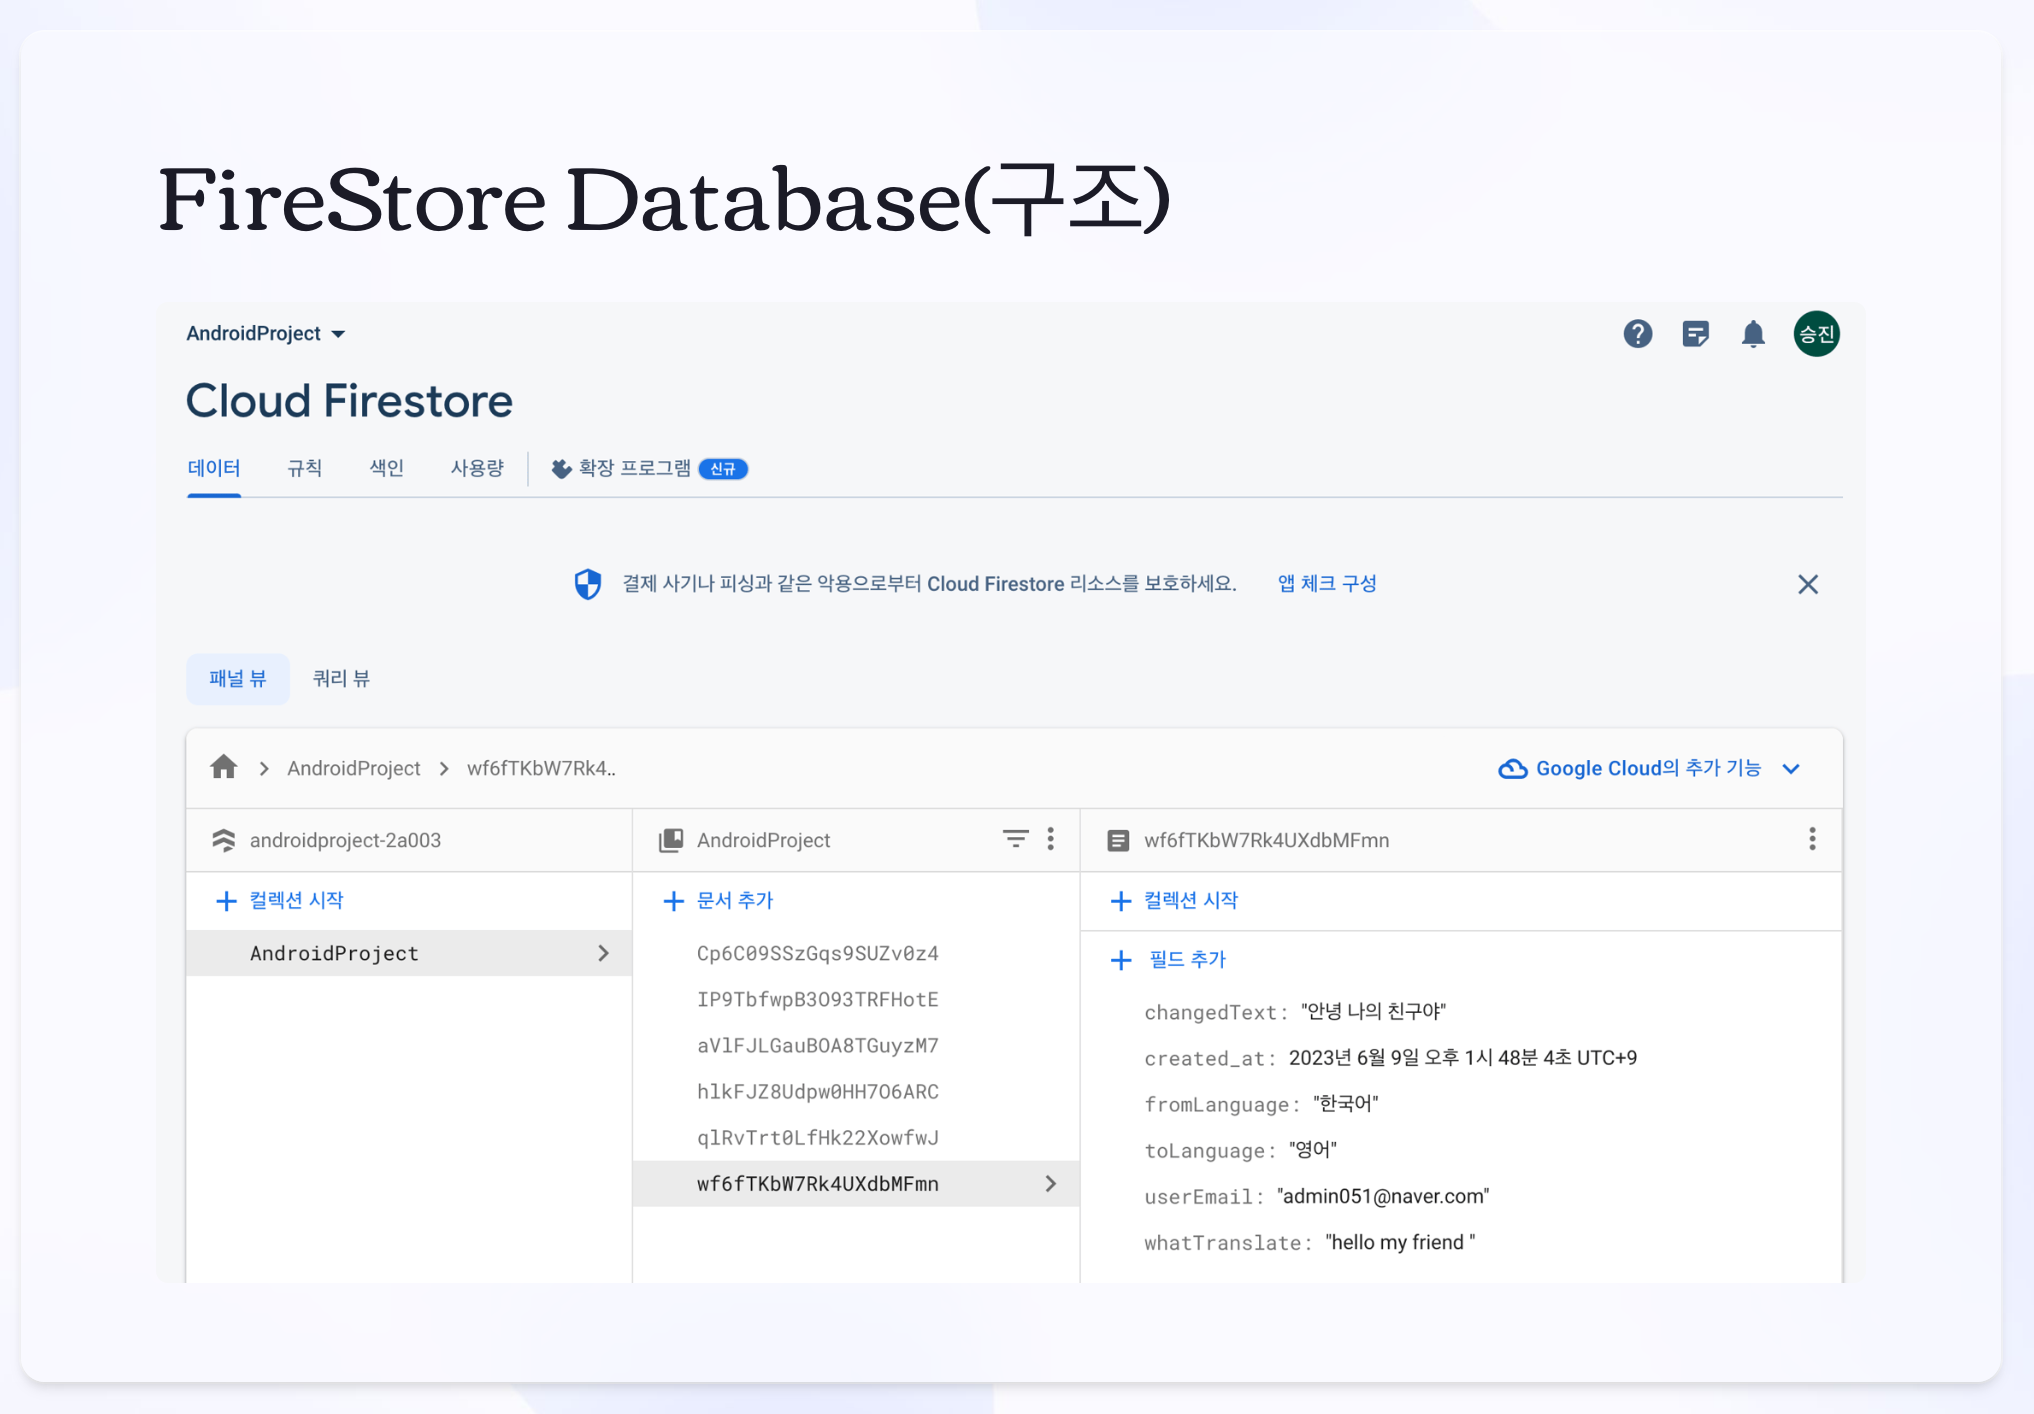 FireStore Database(구조)
AndroidProject
승진
Cloud Firestore
데이터 규칙 색인 사용량 확장 프로그램 신규
결제 사기나 피싱과 같은 악용으로부터 Cloud Firestore 리소스를 보호하세요. 앱 체크 구성
패널 뷰 쿼리 뷰
AndroidProject wf6fTKbW7Rk4.. Google Cloud의 추가 기능
androidproject-2a003 AndroidProject wf6fTKbW7Rk4UXdbMFmn
컬렉션 시작 문서 추가 컬렉션 시작
AndroidProject
Cp6C09SSzGqs9SUZv0z4
IP9TbfwpB3O93TRFHotE
aVlFJLGauBOA8TGuyzM7
hlkFJZ8Udpw0HH7O6ARC
qlRvTrt0LfHk22XowfwJ
wf6fTKbW7Rk4UXdbMFmn
필드 추가
changedText: "안녕 나의 친구야"
created_at: 2023년 6월 9일 오후 1시 48분 4초 UTC+9
fromLanguage: "한국어"
toLanguage: "영어"
userEmail: "admin051@naver.com"
whatTranslate: "hello my friend "